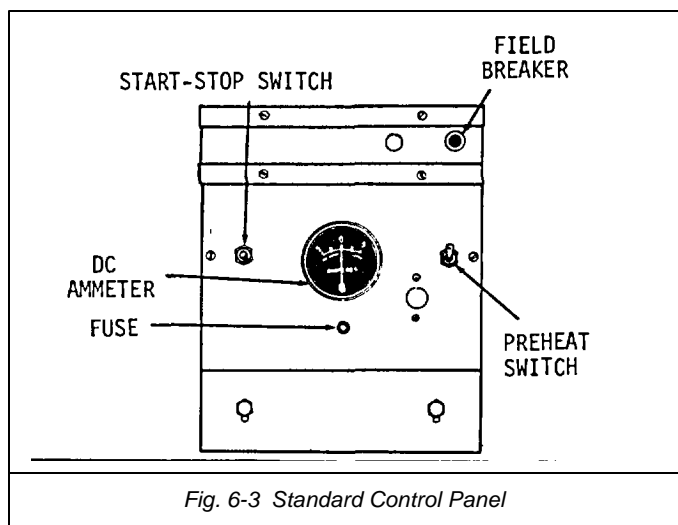 FIELD
BREAKER
START-STOP SWITCH
DC
AMMETER
FUSE
PREHEAT
SWITCH
Fig. 6-3 Standard Control Panel